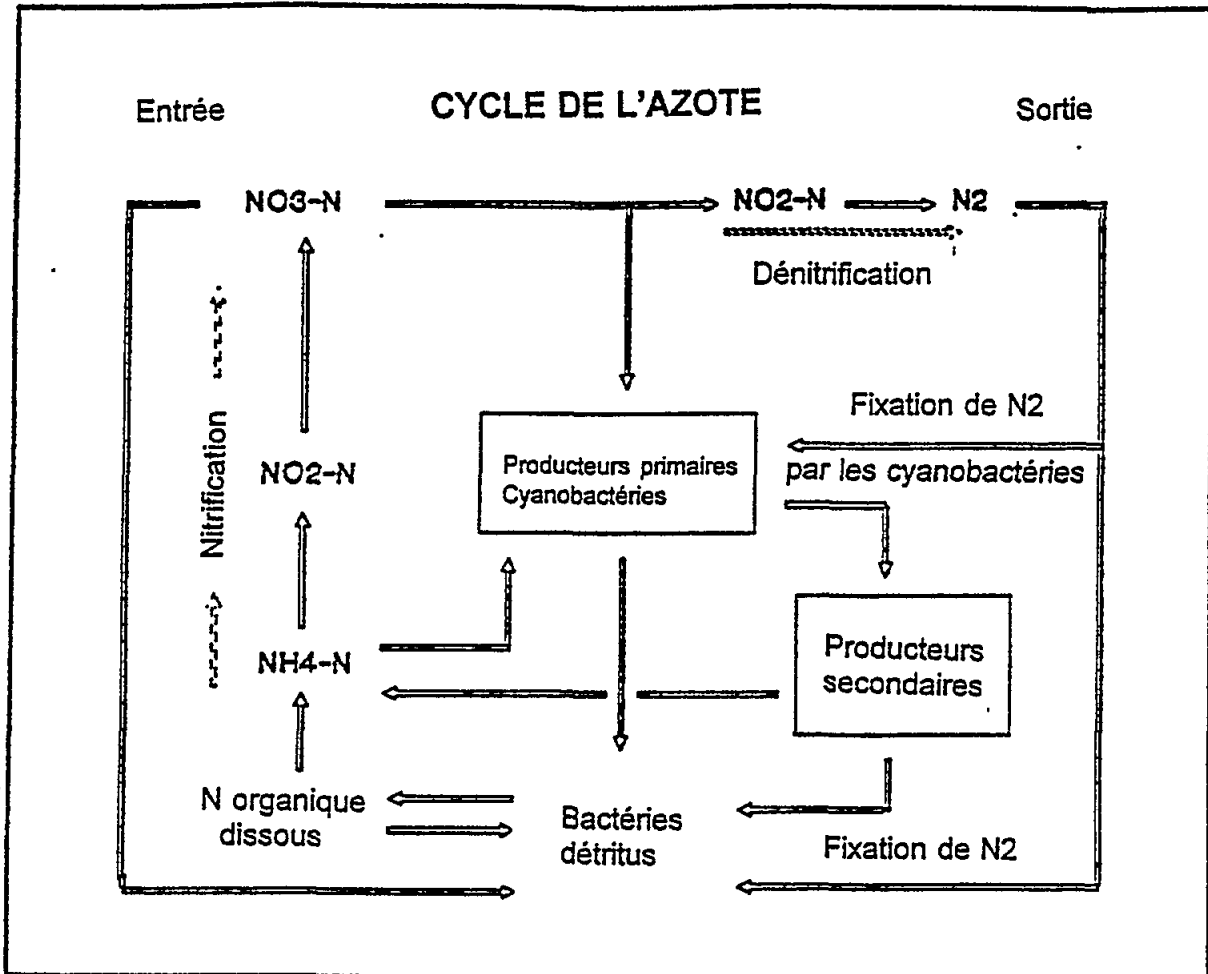 Entrée
CYCLE DE L'AZOTE
Sortie
NO3-N
NO2-N
N2
Dénitrification
Nitrification
Fixation de N2
par les cyanobactéries
NO2-N
Producteurs primaires
Cyanobactéries
NH4-N
Producteurs
secondaires
N organique
dissous
Bactéries
détritus
Fixation de N2